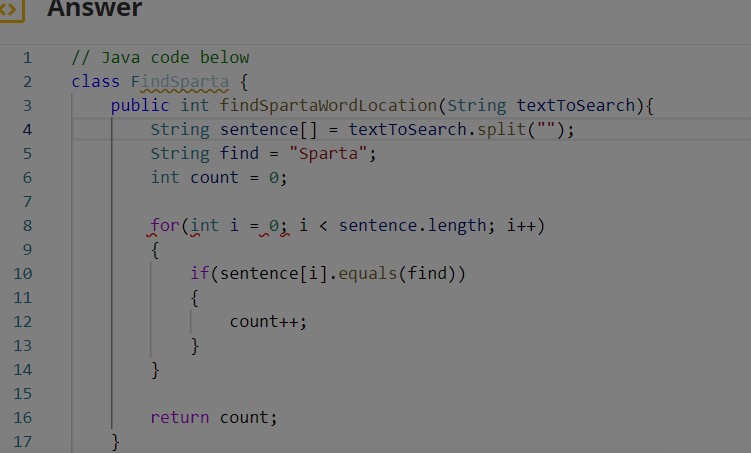 Answer
1 // Java code below
2 class FindSparta {
3 public int findSpartaWordLocation(String textToSearch){
4 String sentence[] = textToSearch.split("");
5 String find = "Sparta";
6 int count = 0;
7
8 for(int i = 0; i < sentence.length; i++)
9 {
10 if(sentence[i].equals(find))
11 {
12 count++;
13 }
14 }
15
16 return count;
17 }